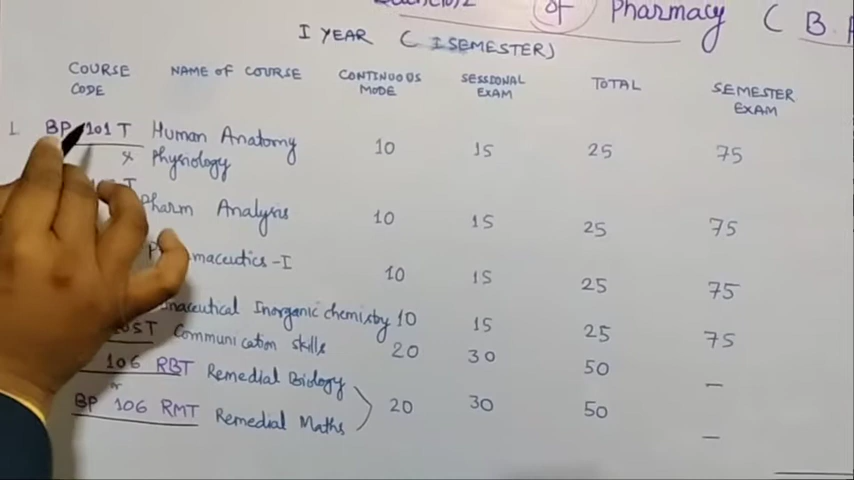 of Pharmacy ( B.
I YEAR ( I SEMESTER)
COURSE CODE NAME OF COURSE CONTINUOUS MODE SESSIONAL EXAM TOTAL SEMESTER EXAM
1. BP 101 T Human Anatomy 10 15 25 75
x Physiology
Pharm Analysis 10 15 25 75
maceutics -I 10 15 25 75
maceutical Inorganic chemistry 10 15 25 75
Communication skills 20 30 50 —
106 RBT Remedial Biology
or 20 30 50 —
BP 106 RMT Remedial Maths